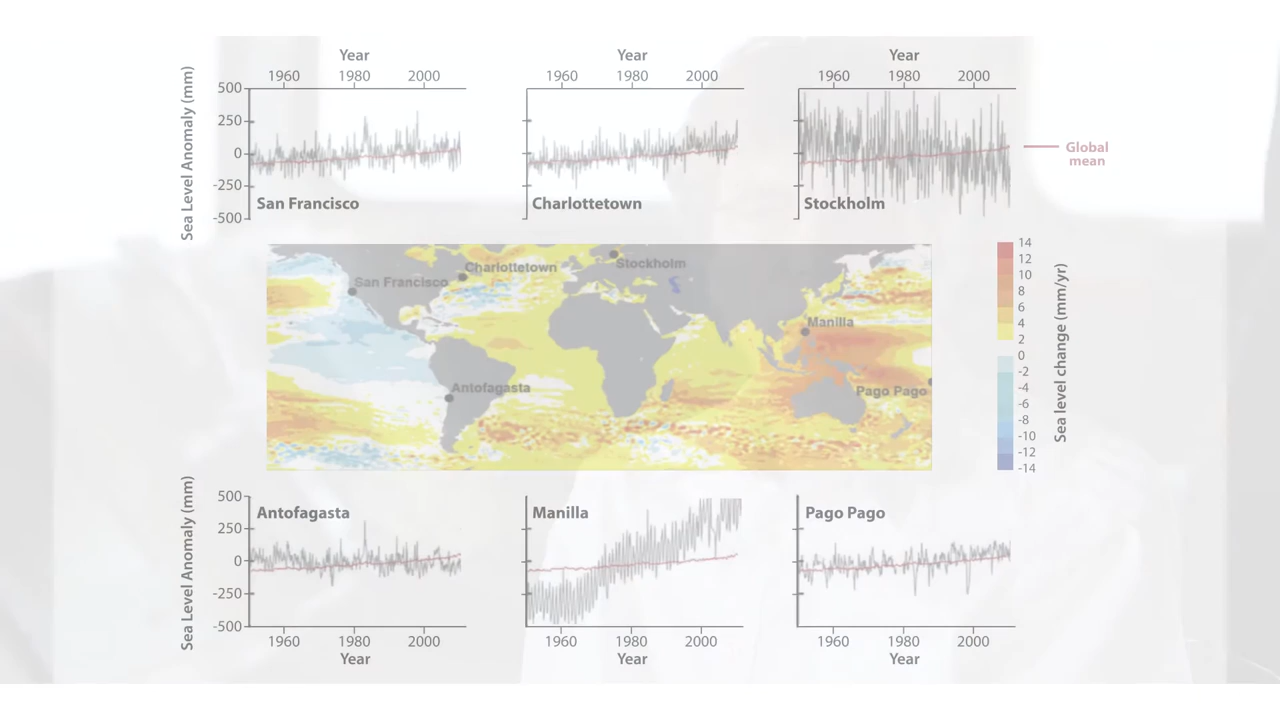 Year Year Year
1960 1980 2000 1960 1980 2000 1960 1980 2000
Sea Level Anomaly (mm)
500
250
0
-250
-500
San Francisco
Charlottetown
Stockholm
Global
mean
San Francisco
Charlottetown
Stockholm
Manilla
Antofagasta
Pago Pago
14
12
10
8
6
4
2
0
-2
-4
-6
-8
-10
-12
-14
Sea level change (mm/yr)
Sea Level Anomaly (mm)
500
250
0
-250
-500
Antofagasta
Manilla
Pago Pago
1960 1980 2000 1960 1980 2000 1960 1980 2000
Year Year Year